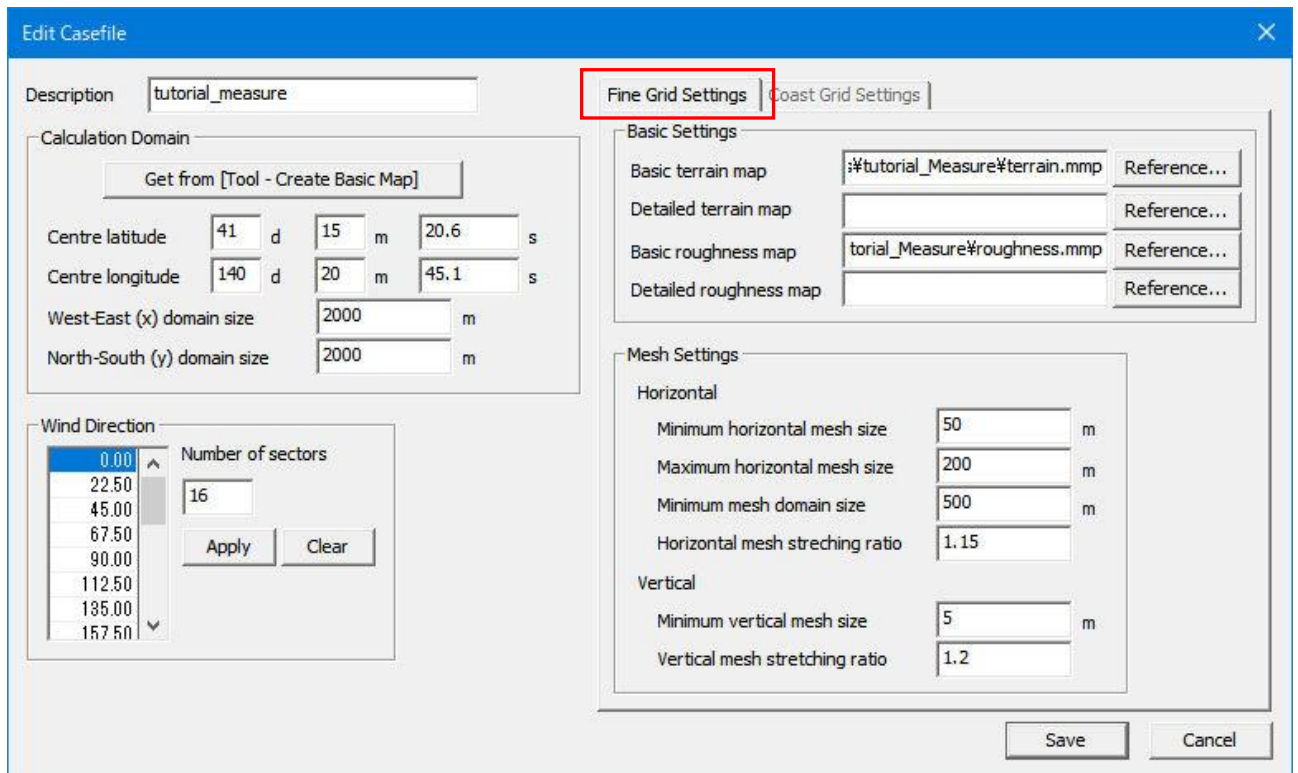 Edit Casefile
Description tutorial_measure
Calculation Domain
Get from [Tool - Create Basic Map]
Centre latitude 41 d 15 m 20.6 s
Centre longitude 140 d 20 m 45.1 s
West-East (x) domain size 2000 m
North-South (y) domain size 2000 m
Wind Direction
0.00
22.50
45.00
67.50
90.00
112.50
135.00
157.50
Number of sectors
16
Apply Clear
Fine Grid Settings Coast Grid Settings
Basic Settings
Basic terrain map s¥tutorial_Measure¥terrain.mmp Reference...
Detailed terrain map Reference...
Basic roughness map torial_Measure¥roughness.mmp Reference...
Detailed roughness map Reference...
Mesh Settings
Horizontal
Minimum horizontal mesh size 50 m
Maximum horizontal mesh size 200 m
Minimum mesh domain size 500 m
Horizontal mesh streching ratio 1.15
Vertical
Minimum vertical mesh size 5 m
Vertical mesh stretching ratio 1.2
Save Cancel